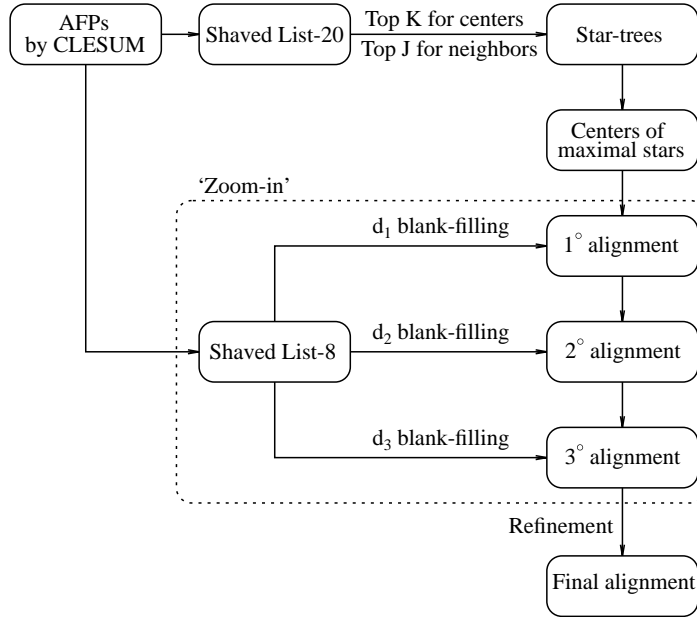 AFPs
by CLESUM
Shaved List-20
Top K for centers
Top J for neighbors
Star-trees
Centers of
maximal stars
‘Zoom-in’
d₁ blank-filling
1° alignment
Shaved List-8
d₂ blank-filling
2° alignment
d₃ blank-filling
3° alignment
Refinement
Final alignment